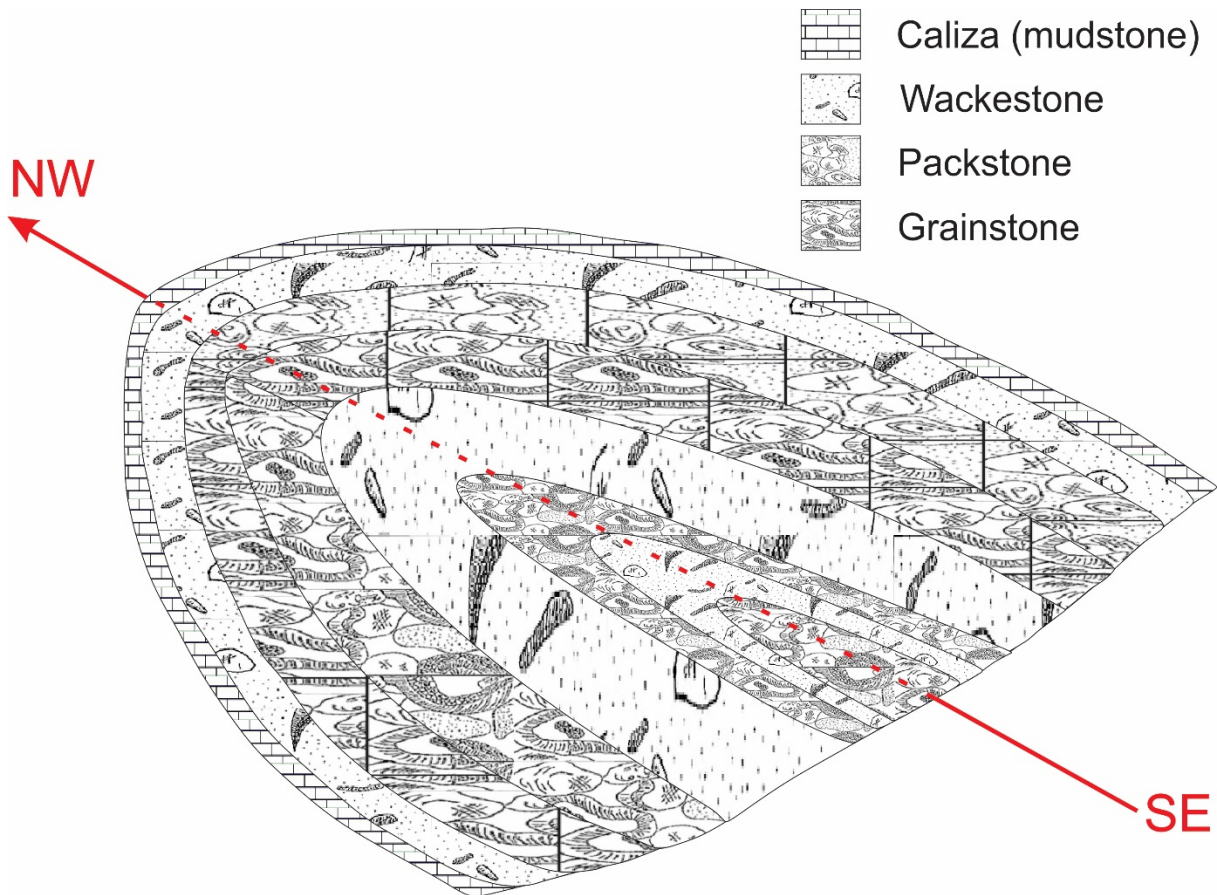 Caliza (mudstone)
Wackestone
Packstone
Grainstone
NW
SE